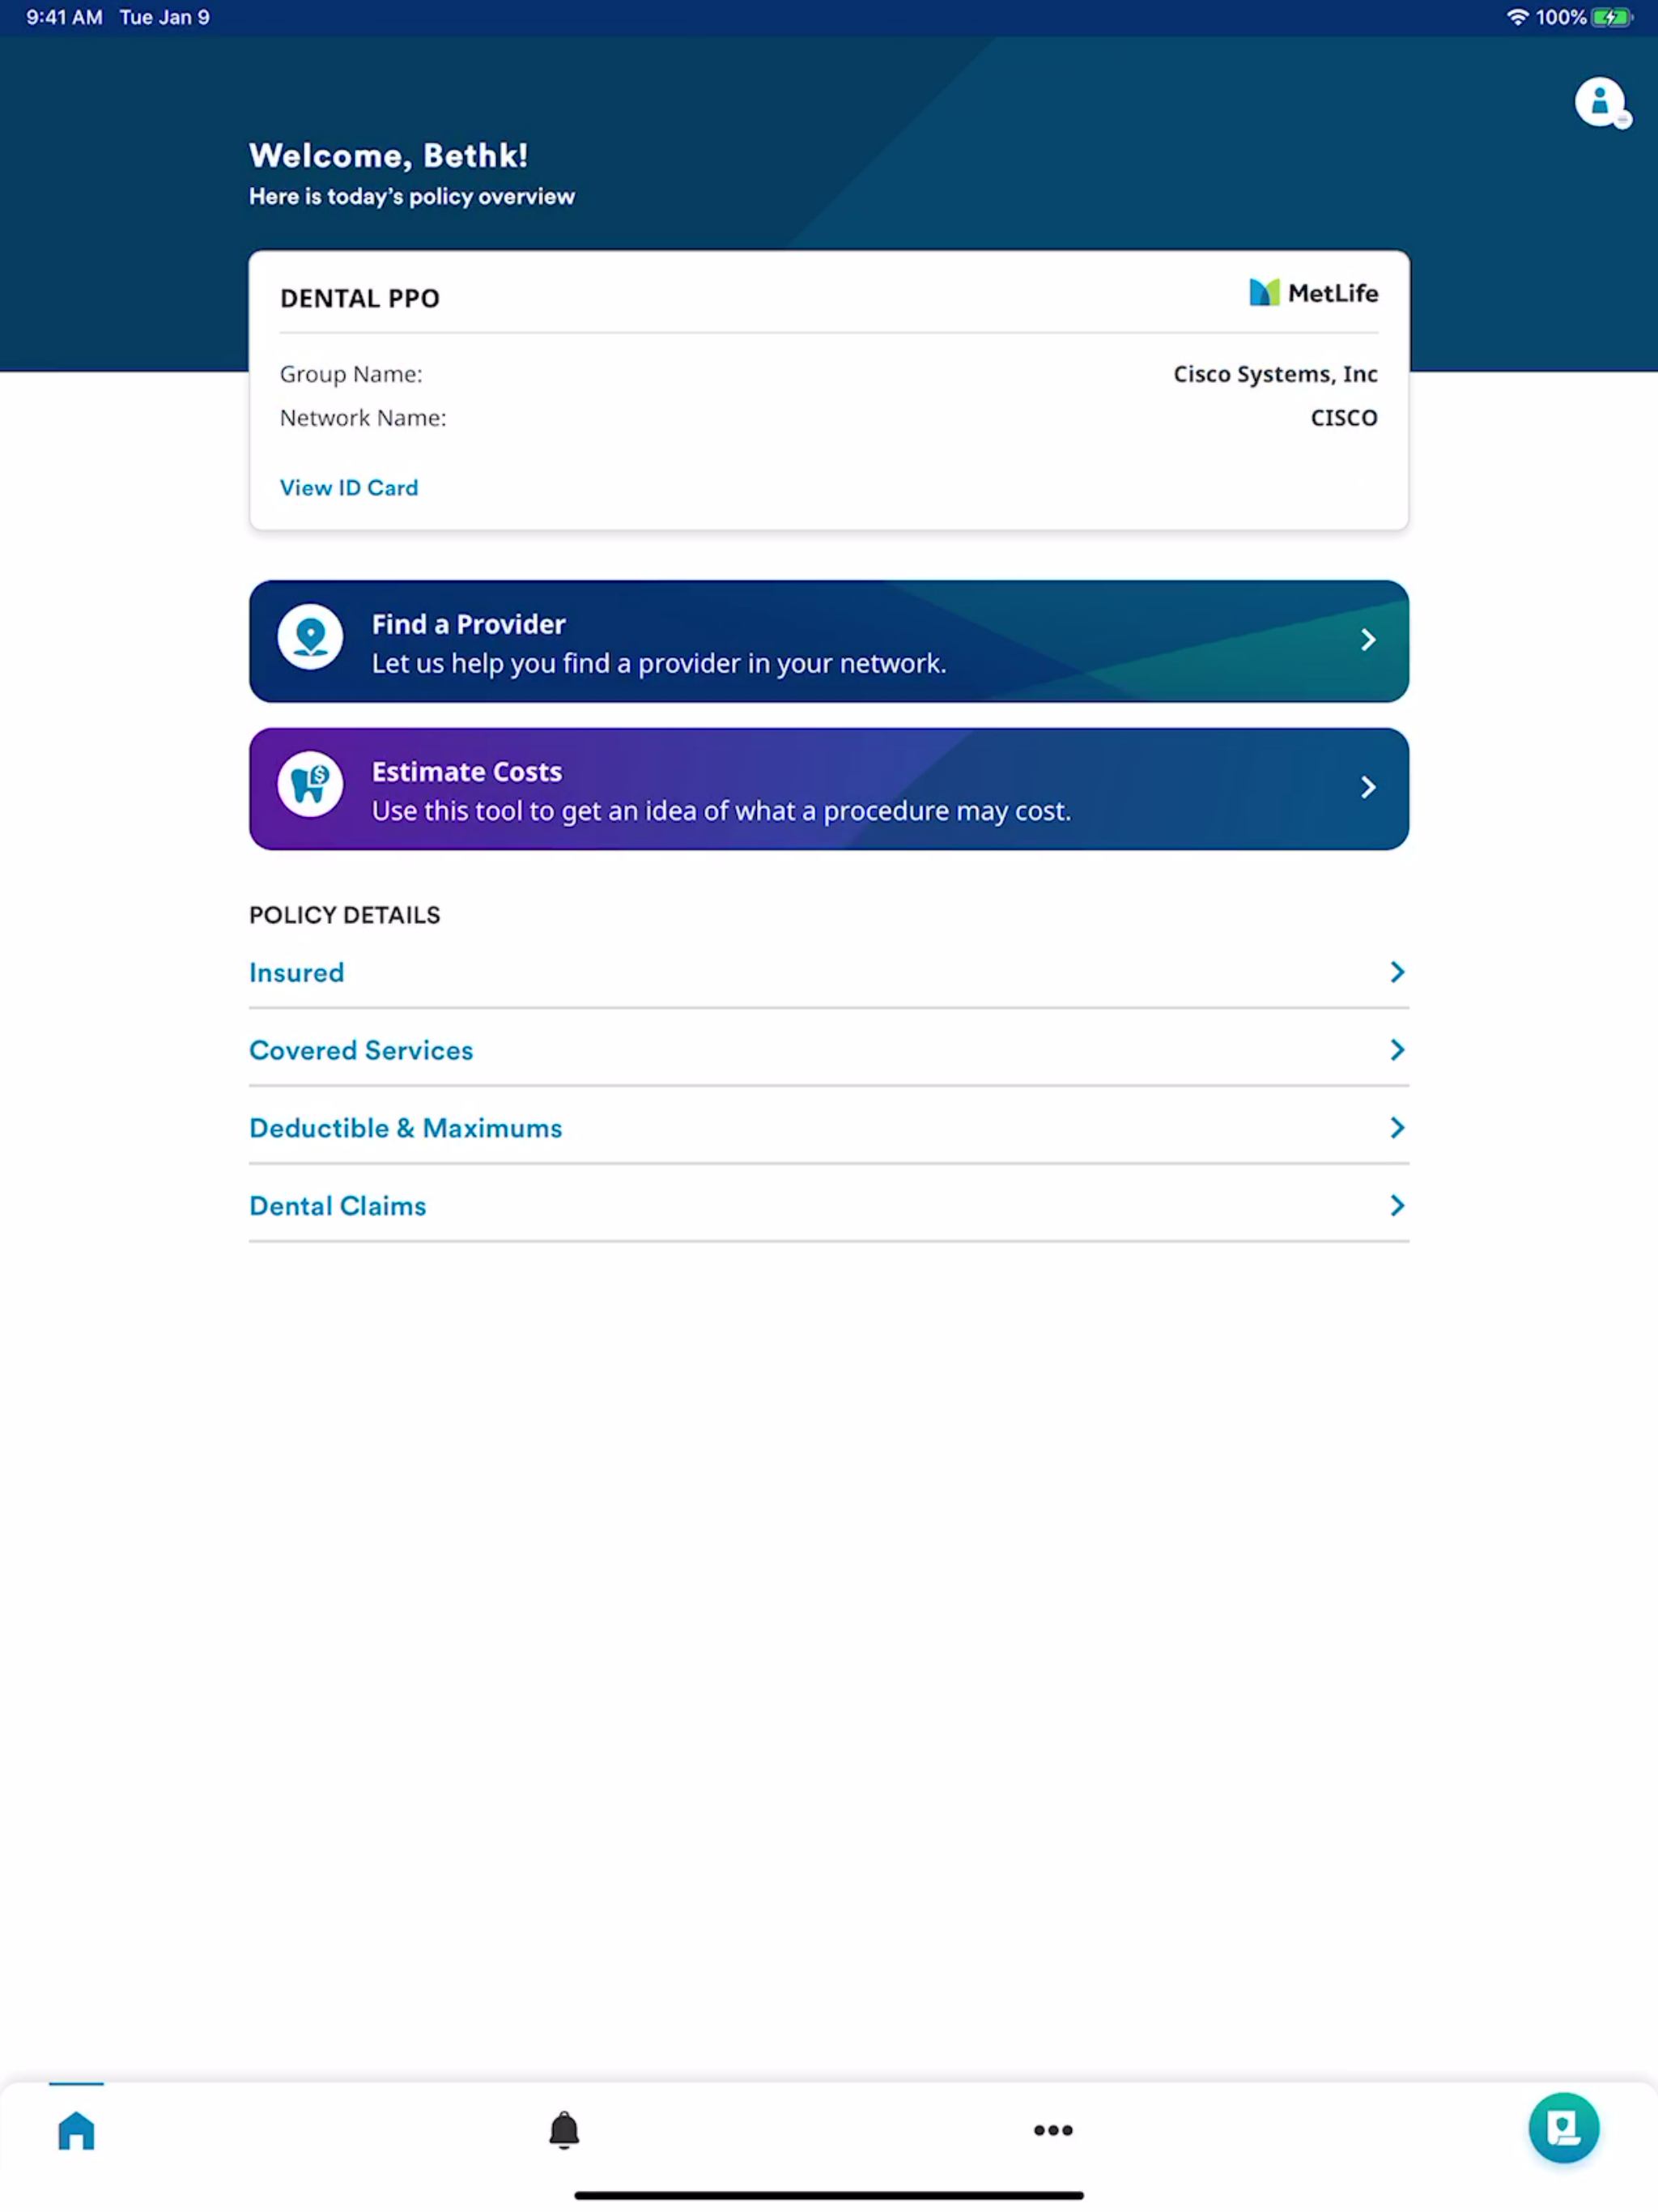 9:41 AM Tue Jan 9
100%
Welcome, Bethk!
Here is today's policy overview
DENTAL PPO
MetLife
Group Name: Cisco Systems, Inc
Network Name: CISCO
View ID Card
Find a Provider
Let us help you find a provider in your network.
Estimate Costs
Use this tool to get an idea of what a procedure may cost.
POLICY DETAILS
Insured
Covered Services
Deductible & Maximums
Dental Claims